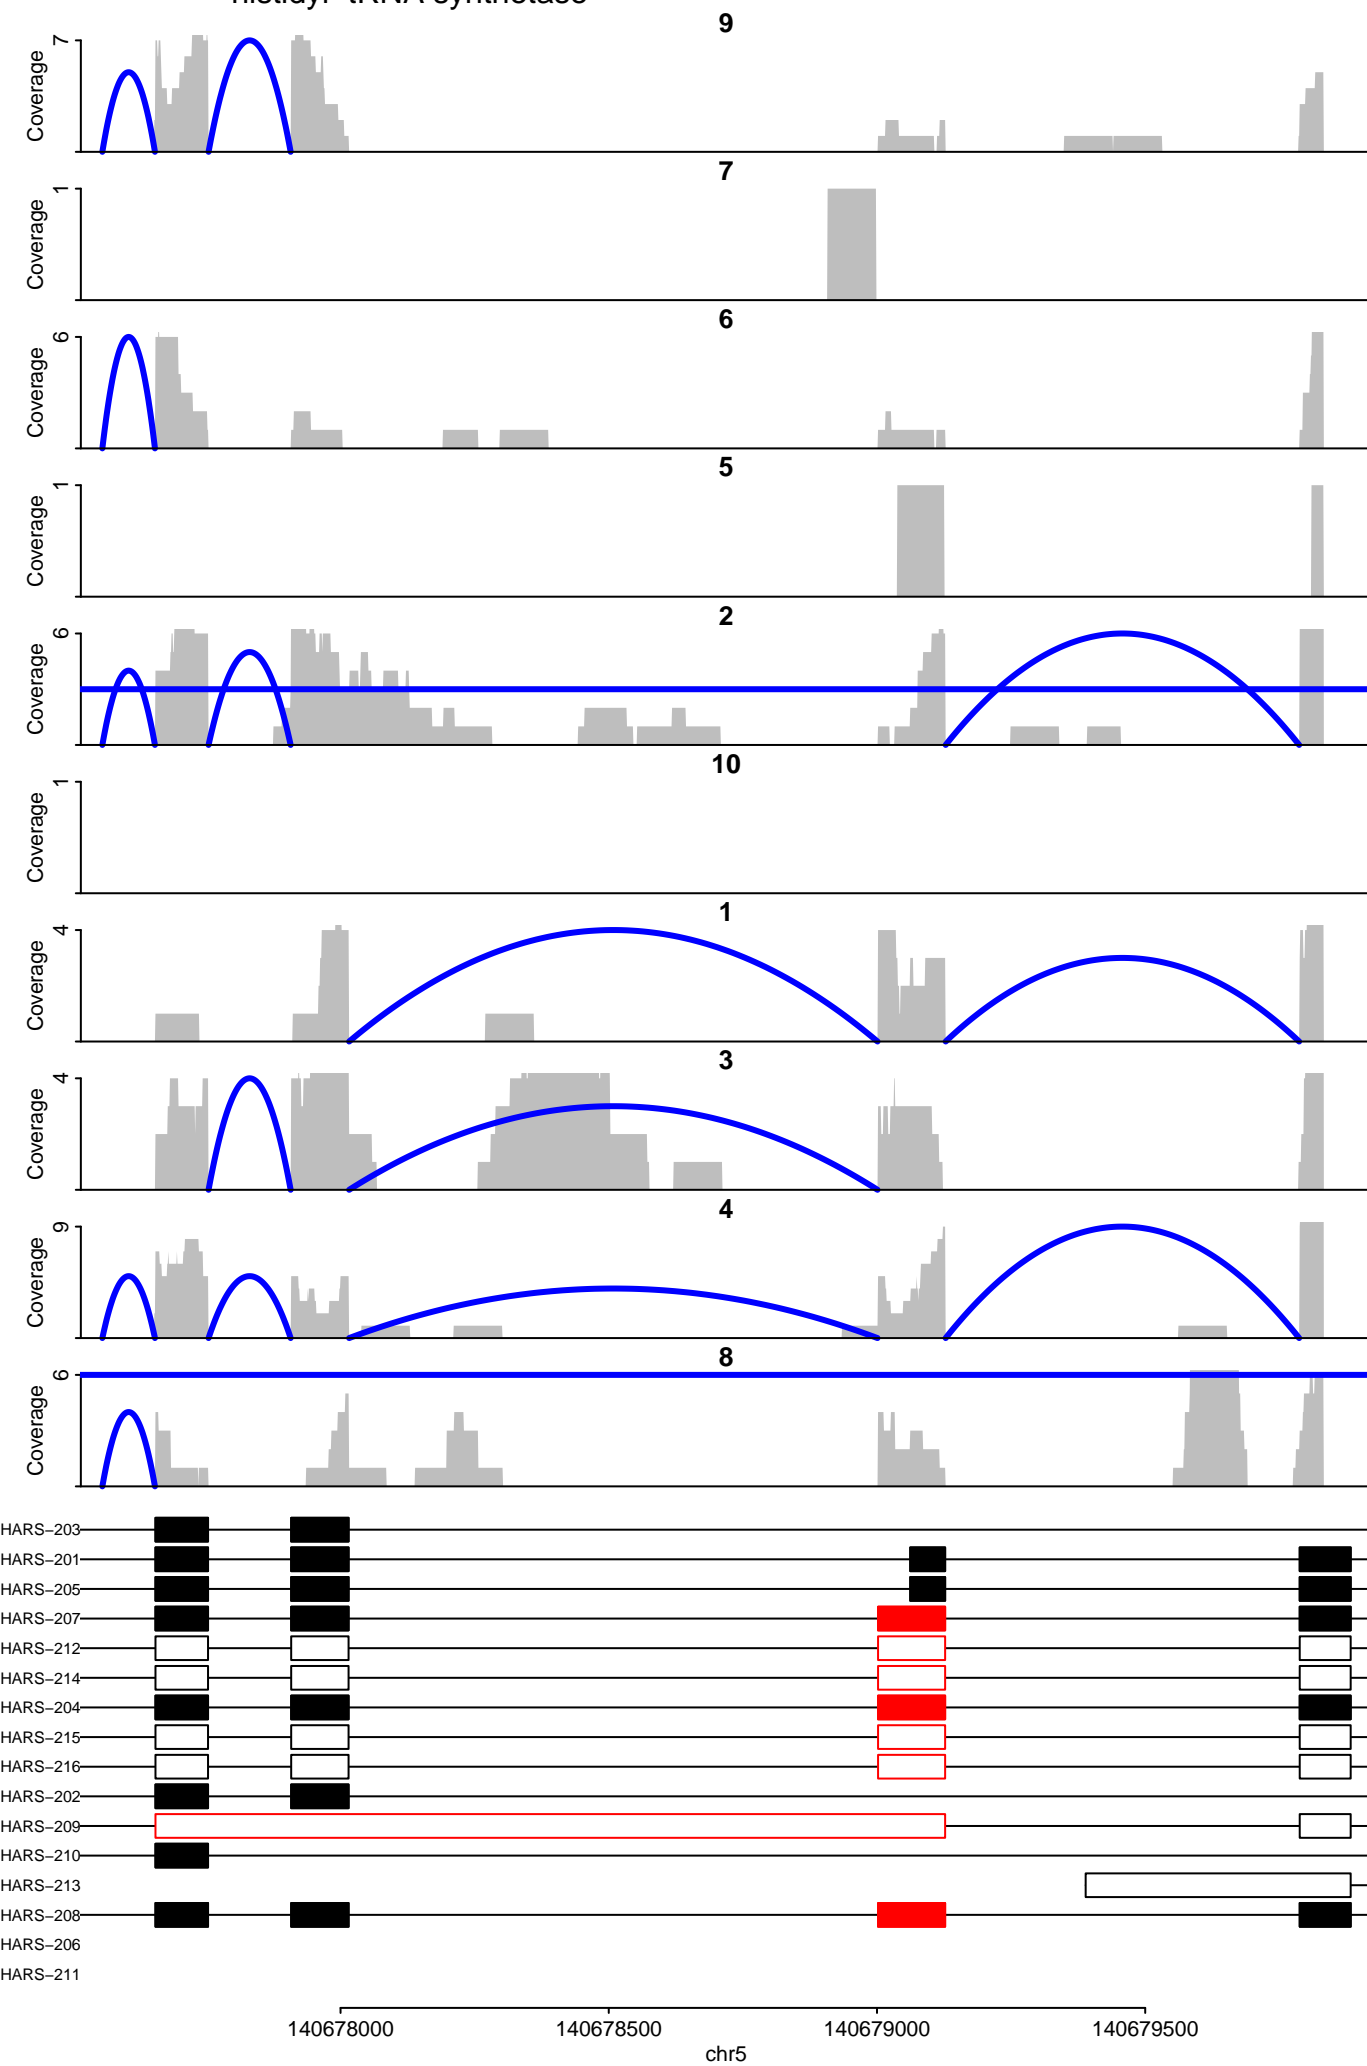 histidyl-tRNA synthetase
9
Coverage
7
7
Coverage
1
6
Coverage
6
5
Coverage
1
2
Coverage
6
10
Coverage
1
1
Coverage
4
3
Coverage
4
4
Coverage
9
8
Coverage
6
HARS-203
HARS-201
HARS-205
HARS-207
HARS-212
HARS-214
HARS-204
HARS-215
HARS-216
HARS-202
HARS-209
HARS-210
HARS-213
HARS-208
HARS-206
HARS-211
140678000 140678500 140679000 140679500
chr5